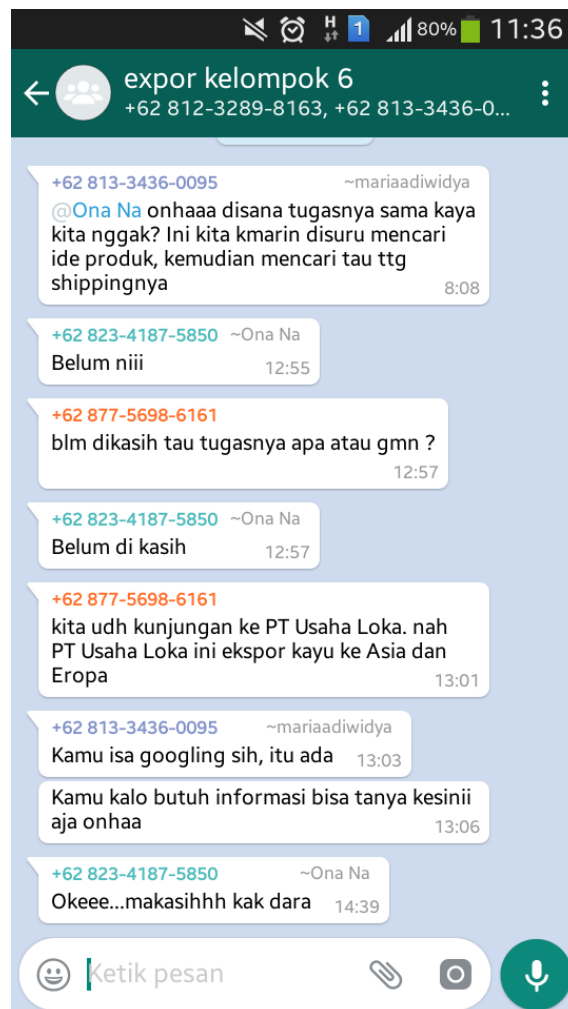 H 1 80% 11:36
expor kelompok 6
+62 812-3289-8163, +62 813-3436-0...
+62 813-3436-0095 ~mariaadiwidya
@Ona Na onhaaa disana tugasnya sama kaya
kita nggak? Ini kita kmarin disuru mencari
ide produk, kemudian mencari tau ttg
shippingnya
8:08
+62 823-4187-5850 ~Ona Na
Belum niii 12:55
+62 877-5698-6161
blm dikasih tau tugasnya apa atau gmn ?
12:57
+62 823-4187-5850 ~Ona Na
Belum di kasih 12:57
+62 877-5698-6161
kita udh kunjungan ke PT Usaha Loka. nah
PT Usaha Loka ini ekspor kayu ke Asia dan
Eropa 13:01
+62 813-3436-0095 ~mariaadiwidya
Kamu isa googling sih, itu ada 13:03
Kamu kalo butuh informasi bisa tanya kesinii
aja onhaa 13:06
+62 823-4187-5850 ~Ona Na
Okeee...makasihhh kak dara 14:39
Ketik pesan